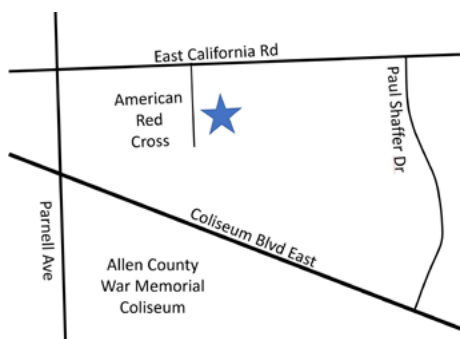 East California Rd
American
Red
Cross
Paul Shaffer Dr.
Parnell Ave
Coliseum Blvd East
Allen County
War Memorial
Coliseum